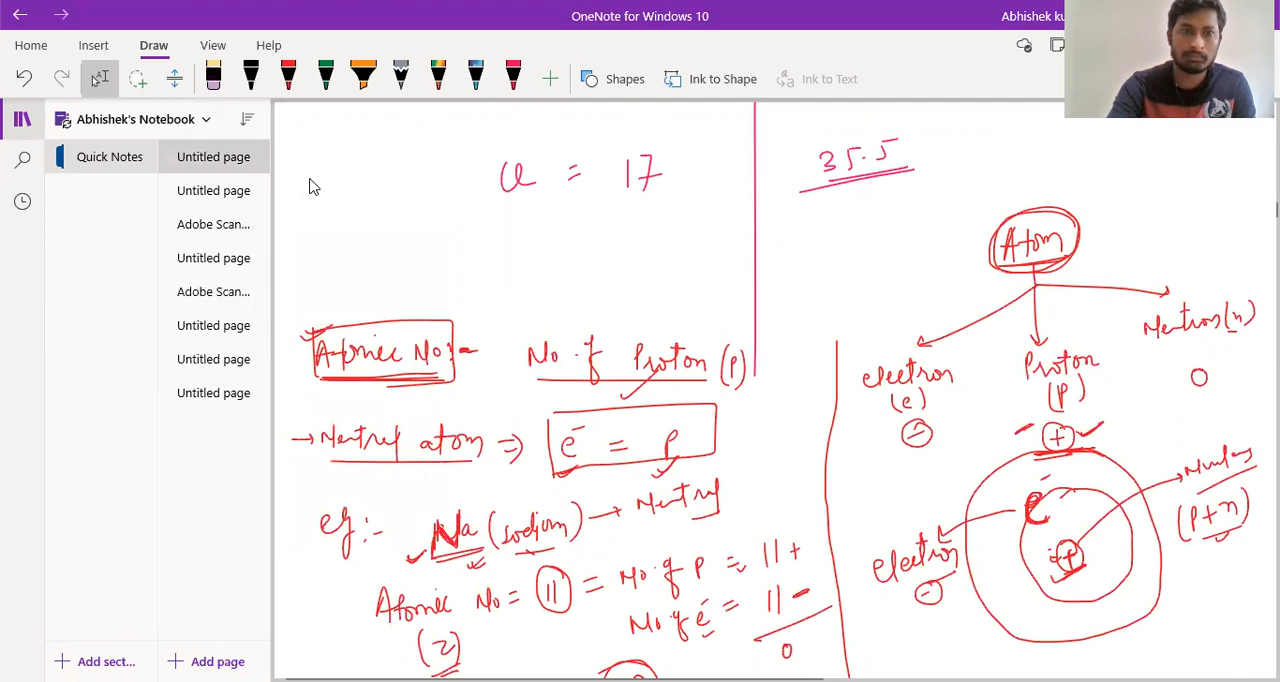 OneNote for Windows 10
Abhishek ku
Home Insert Draw View Help
Shapes Ink to Shape Ink to Text
Abhishek's Notebook
Quick Notes
Untitled page
Untitled page
Adobe Scan...
Untitled page
Adobe Scan...
Untitled page
Untitled page
Untitled page
Add sect...
Add page
Cl = 17
35.5
Atomic No:- No. of Proton (P)
→ Neutral atom ⇒ e⁻ = P
eg:- Na (sodium) → Neutral
Atomic No = 11 = No. of P = 11 +
No. of e⁻ = 11 -
0
(Z)
Atom
electron (e) -
Proton (P) +
Neutron (n) 0
e⁻
+P
electron -
(P+n)